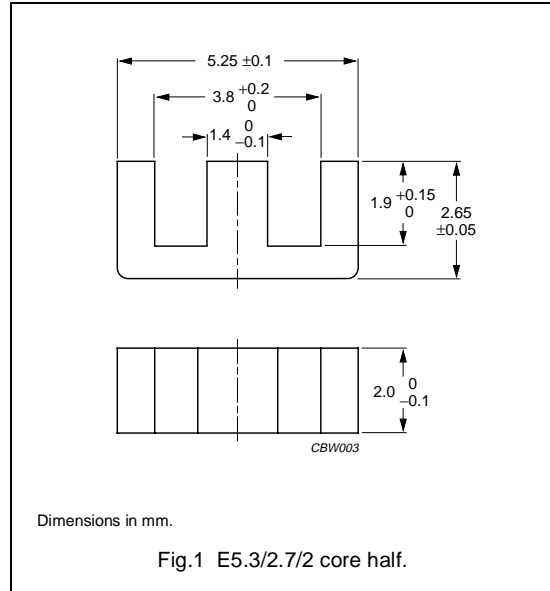 5.25 ±0.1
3.8 +0.2 0
1.4 0 −0.1
1.9 +0.15 0
2.65 ±0.05
2.0 0 −0.1
CBW003
Dimensions in mm.
Fig.1 E5.3/2.7/2 core half.